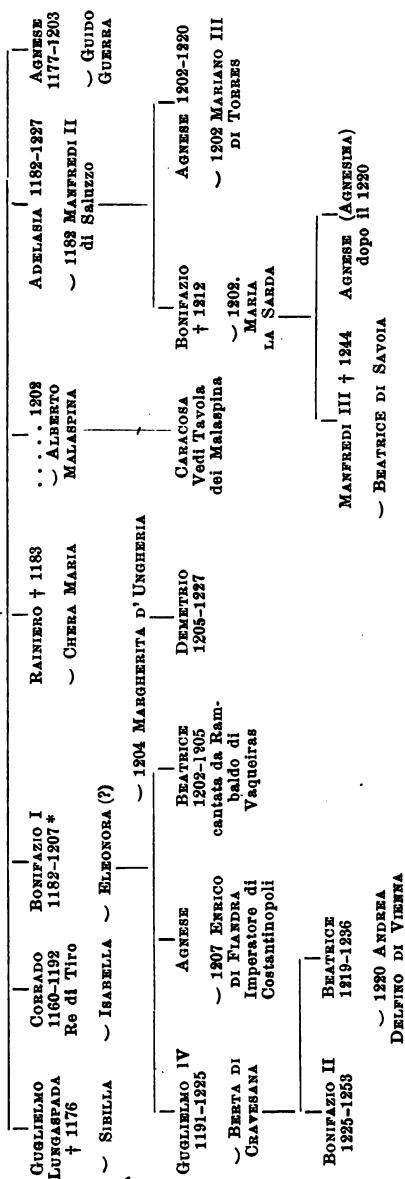 GUGLIELMO
LUNGASPADA
† 1176
⏝ SIBILLA
CORRADO
1160-1192
Re di Tiro
⏝ ISABELLA
BONIFAZIO I
1182-1207 *
⏝ ELEONORA (?)
⏝ 1204 MARGHERITA D' UNGHERIA
RAINIERO † 1183
⏝ CHERA MARIA
..... 1202
⏝ ALBERTO
MALASPINA
ADELASIA 1182-1227
⏝ 1182 MANFREDI II
di Saluzzo
AGNESE
1177-1203
⏝ GUIDO
GUERRA
GUGLIELMO IV
1191-1225
⏝ BERTA DI
CRAVESANA
AGNESE
⏝ 1207 ENRICO
DI FIANDRA
Imperatore di
Costantinopoli
BEATRICE
1202-1205
cantata da Ram-
baldo di
Vaqueiras
DEMETRIO
1205-1227
CARACOSA
Vedi Tavola
dei Malaspina
BONIFAZIO
† 1212
⏝ 1202.
MARIA
LA SARDA
AGNESE 1202-1220
⏝ 1202 MARIANO III
DI TORRES
BONIFAZIO II
1225-1253
BEATRICE
1219-1236
⏝ 1220 ANDREA
DELFINO DI VIENNA
MANFREDI III † 1244
⏝ BEATRICE DI SAVOIA
AGNESE (AGNESINA)
dopo il 1220